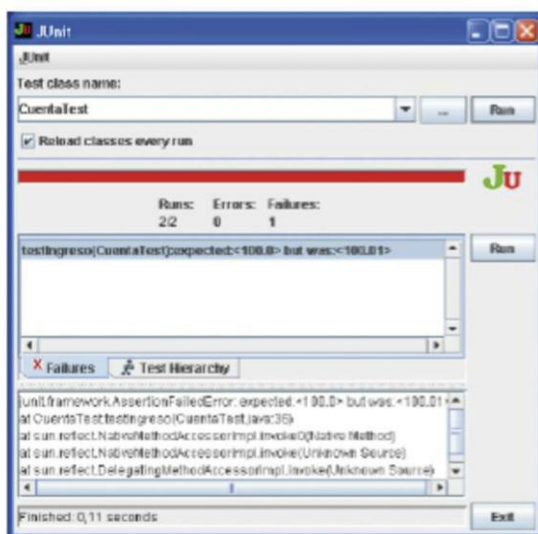 JUnit
JUnit
Test class name:
CuentaTest
...
Run
Reload classes every run
JU
Runs: Errors: Failures:
2/2 0 1
testIngreso(CuentaTest):expected:<100.0> but was:<100.01>
Run
X Failures
Test Hierarchy
junit.framework.AssertionFailedError: expected:<100.0> but was:<100.01>
at CuentaTest.testIngreso(CuentaTest.java:36)
at sun.reflect.NativeMethodAccessorImpl.invoke0(Native Method)
at sun.reflect.NativeMethodAccessorImpl.invoke(Unknown Source)
at sun.reflect.DelegatingMethodAccessorImpl.invoke(Unknown Source)
Finished: 0,11 seconds
Exit